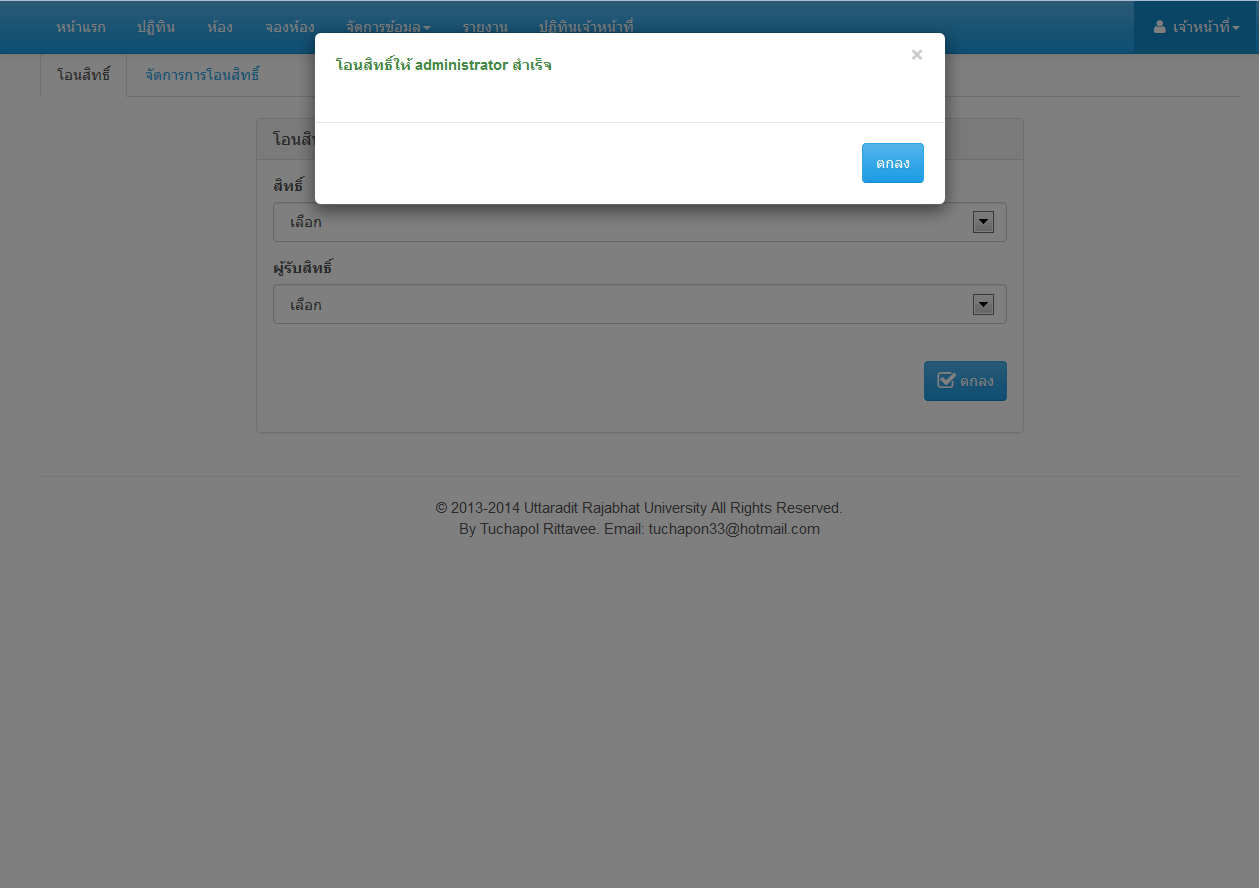 หน้าแรก ปฏิทิน ห้อง จองห้อง จัดการข้อมูล รายงาน ปฏิทินเจ้าหน้าที่ เจ้าหน้าที่
โอนสิทธิ์ให้ administrator สำเร็จ ×
โอนสิทธิ์ จัดการการโอนสิทธิ์
ตกลง
สิทธิ์
เลือก
ผู้รับสิทธิ์
เลือก
ตกลง
© 2013-2014 Uttaradit Rajabhat University All Rights Reserved.
By Tuchapol Rittavee. Email: tuchapon33@hotmail.com